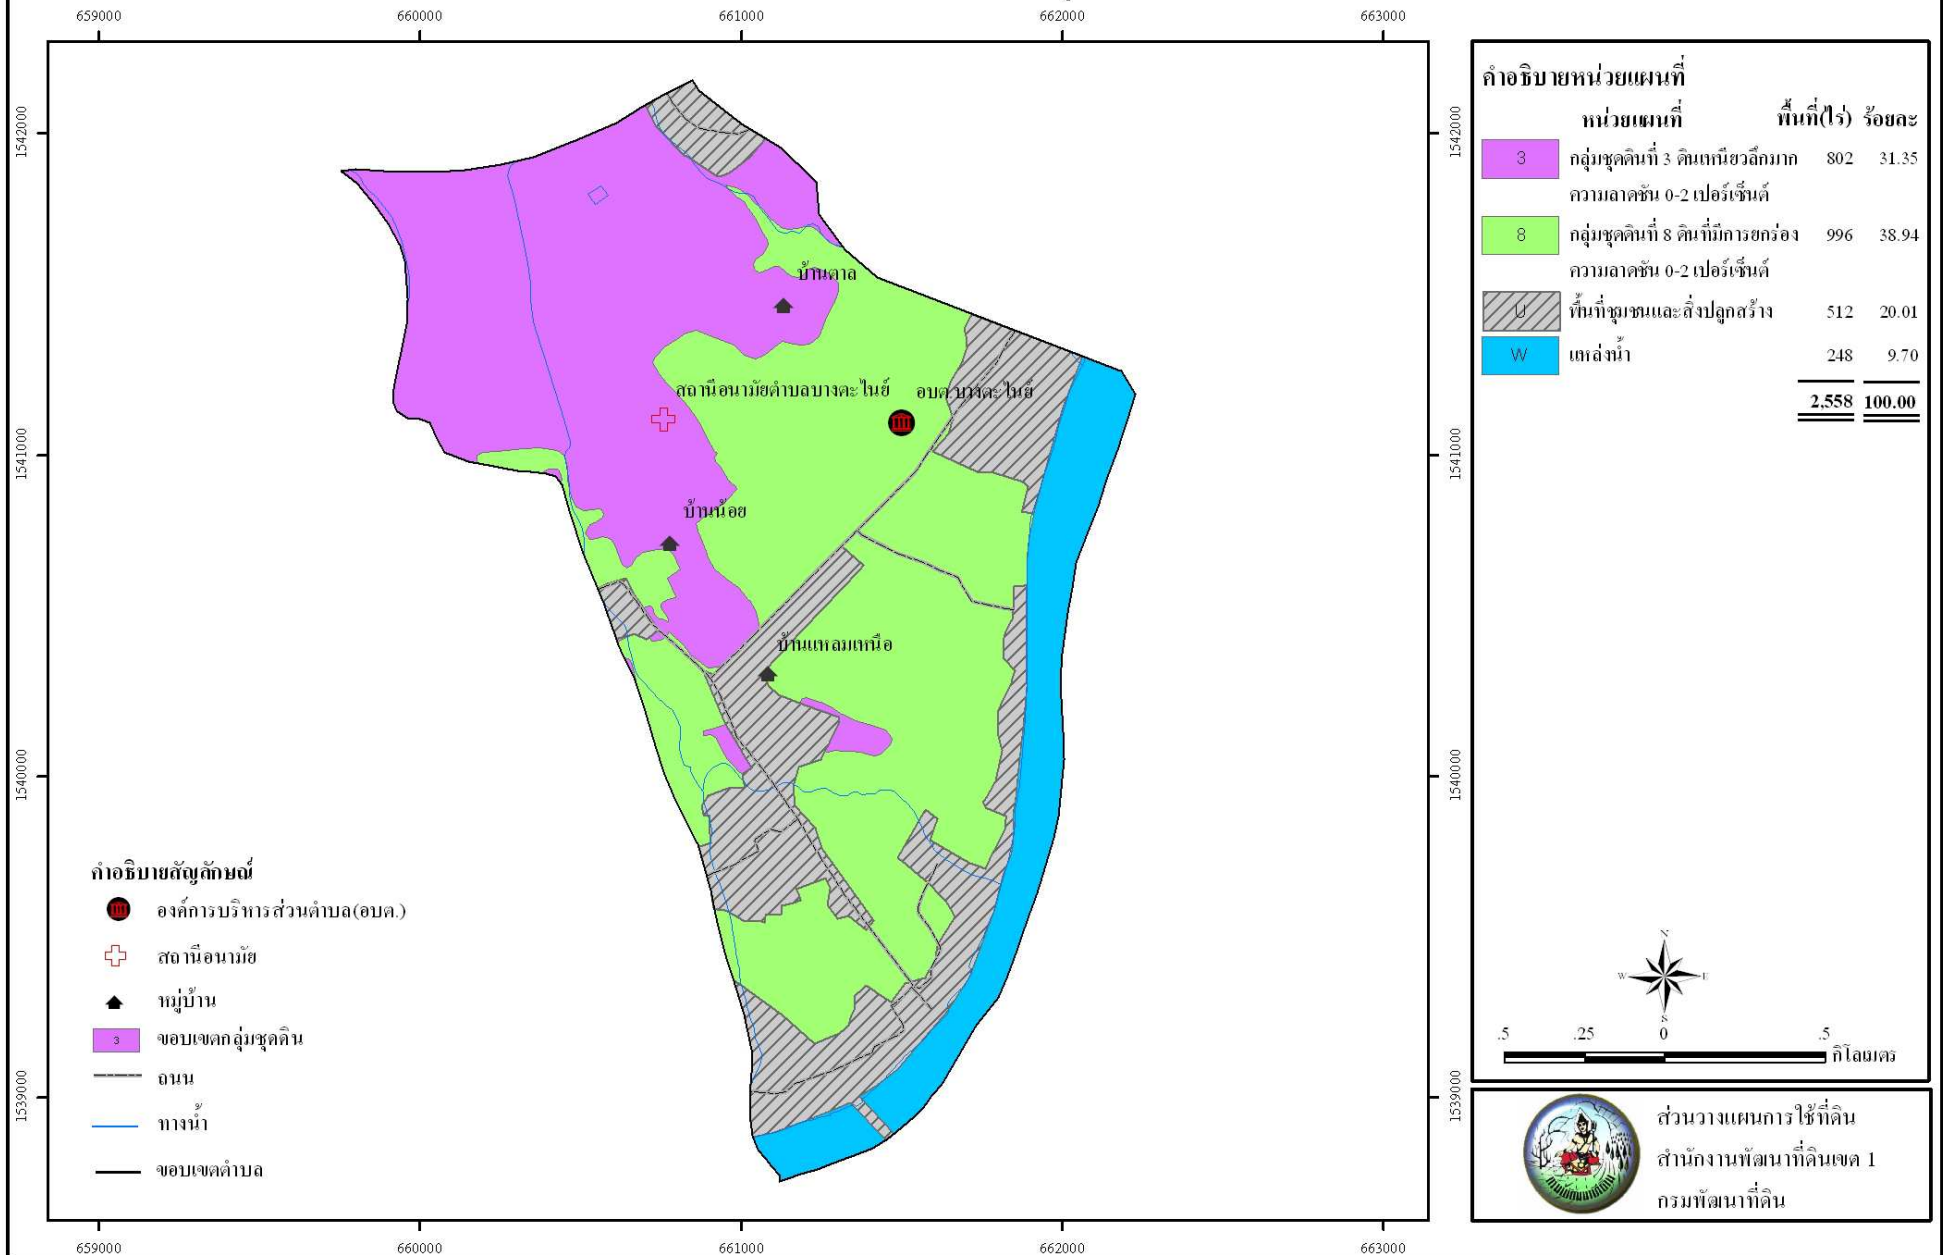 659000 660000 661000 662000 663000
1542000 1542000
1541000 1541000
1540000 1540000
1539000 1539000
บ้านตาล
สถานีอนามัยตำบลบางตะไนย์ อบต.บางตะไนย์
บ้านน้อย
บ้านแหลมเหนือ
คำอธิบายสัญลักษณ์
องค์การบริหารส่วนตำบล(อบต.)
สถานีอนามัย
หมู่บ้าน
3 ขอบเขตกลุ่มชุดดิน
ถนน
ทางน้ำ
ขอบเขตตำบล
659000 660000 661000 662000 663000
คำอธิบายหน่วยแผนที่
หน่วยแผนที่ พื้นที่(ไร่) ร้อยละ
3 กลุ่มชุดดินที่ 3 ดินเหนียวลึกมาก 802 31.35
ความลาดชัน 0-2 เปอร์เซ็นต์
8 กลุ่มชุดดินที่ 8 ดินที่มีการยกร่อง 996 38.94
ความลาดชัน 0-2 เปอร์เซ็นต์
U พื้นที่ชุมชนและสิ่งปลูกสร้าง 512 20.01
W แหล่งน้ำ 248 9.70
2,558 100.00
N
W E
S
.5 .25 0 .5
กิโลเมตร
ส่วนวางแผนการใช้ที่ดิน
สำนักงานพัฒนาที่ดินเขต 1
กรมพัฒนาที่ดิน